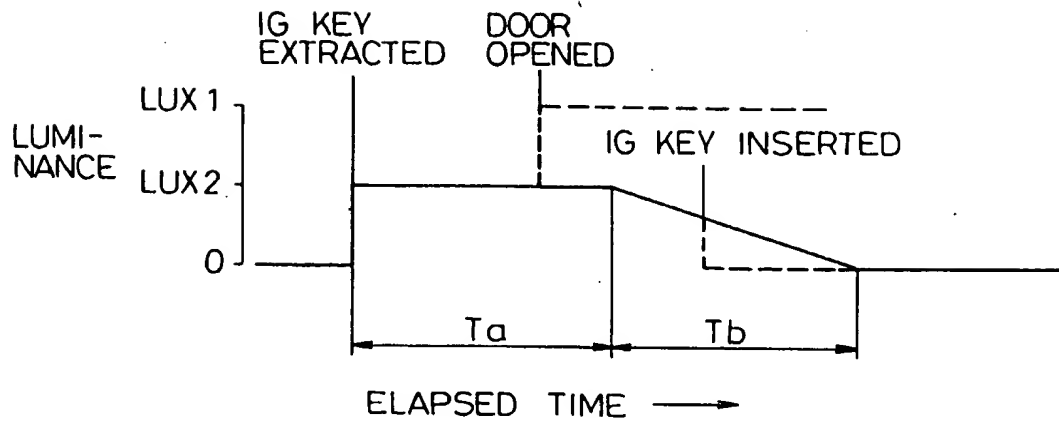 IG KEY
EXTRACTED
DOOR
OPENED
LUX 1
LUMI-
NANCE
IG KEY INSERTED
LUX 2
0
Ta
Tb
ELAPSED TIME